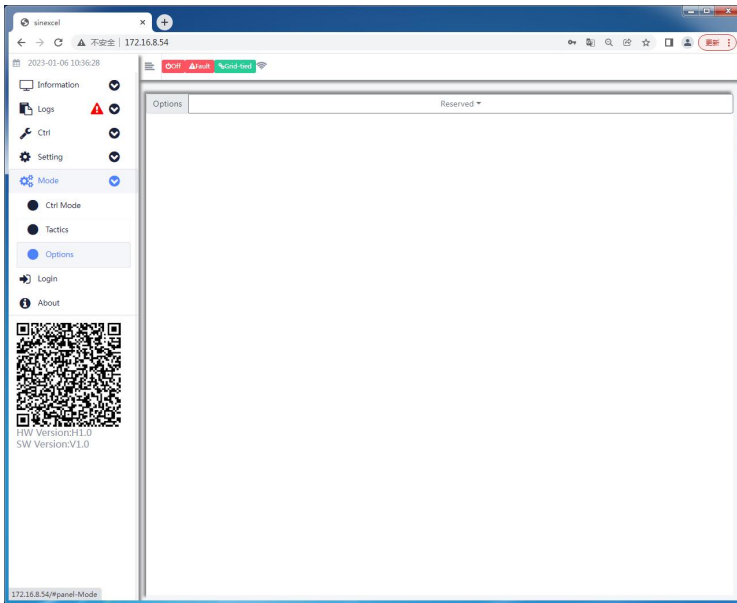 sinexcel
不安全 172.16.8.54
更新
2023-01-06 10:36:28
Off Fault Grid-tied
Information
Logs
Ctrl
Setting
Mode
Ctrl Mode
Tactics
Options
Login
About
HW Version:H1.0
SW Version:V1.0
Options Reserved
172.16.8.54/#panel-Mode